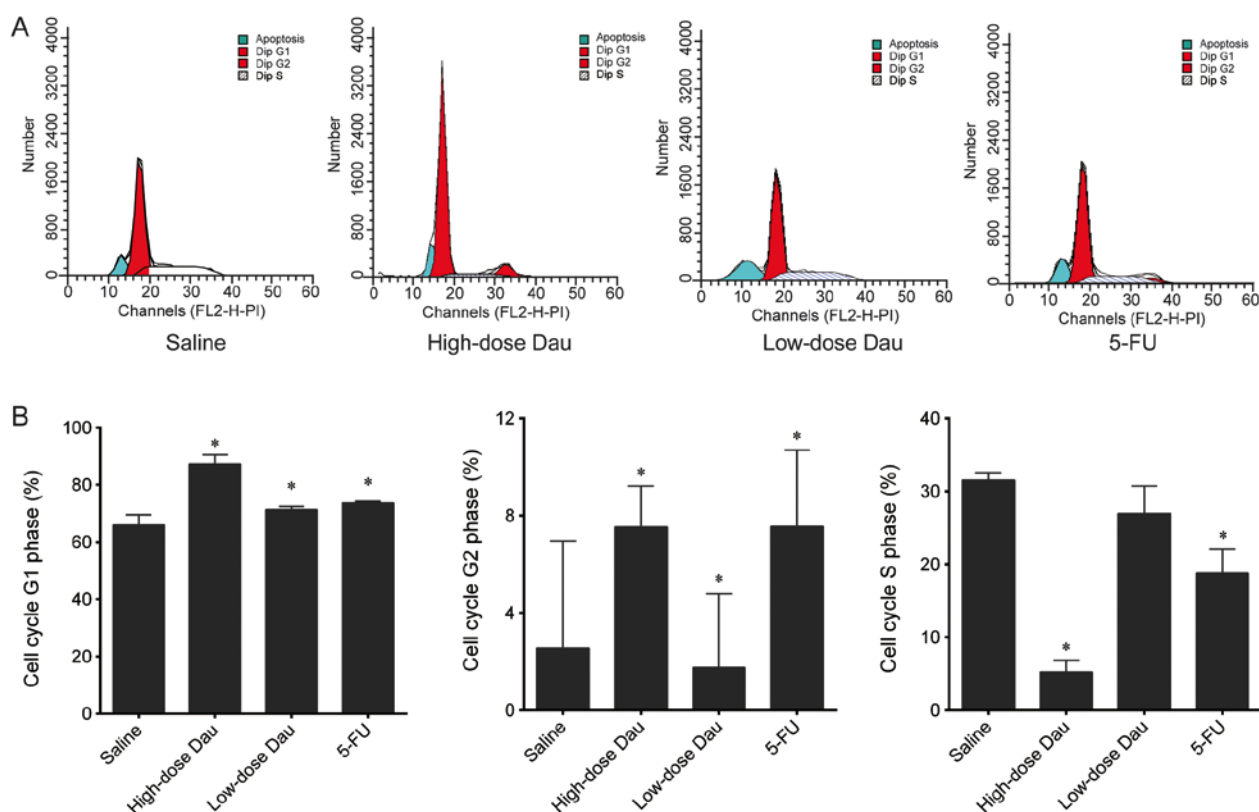 A
Number
4000
3200
2400
1600
800
0
0 10 20 30 40 50 60
Channels (FL2-H-PI)
Saline
Apoptosis
Dip G1
Dip G2
Dip S
Number
4000
3200
2400
1600
800
0
0 10 20 30 40 50 60
Channels (FL2-H-PI)
High-dose Dau
Apoptosis
Dip G1
Dip G2
Dip S
Number
4000
3200
2400
1600
800
0
0 10 20 30 40 50 60
Channels (FL2-H-PI)
Low-dose Dau
Apoptosis
Dip G1
Dip G2
Dip S
Number
4000
3200
2400
1600
800
0
0 10 20 30 40 50 60
Channels (FL2-H-PI)
5-FU
Apoptosis
Dip G1
Dip G2
Dip S
B
Cell cycle G1 phase (%)
100
80
60
40
20
0
* * *
Saline
High-dose Dau
Low-dose Dau
5-FU
Cell cycle G2 phase (%)
12
8
4
0
* * *
Saline
High-dose Dau
Low-dose Dau
5-FU
Cell cycle S phase (%)
40
30
20
10
0
* *
Saline
High-dose Dau
Low-dose Dau
5-FU